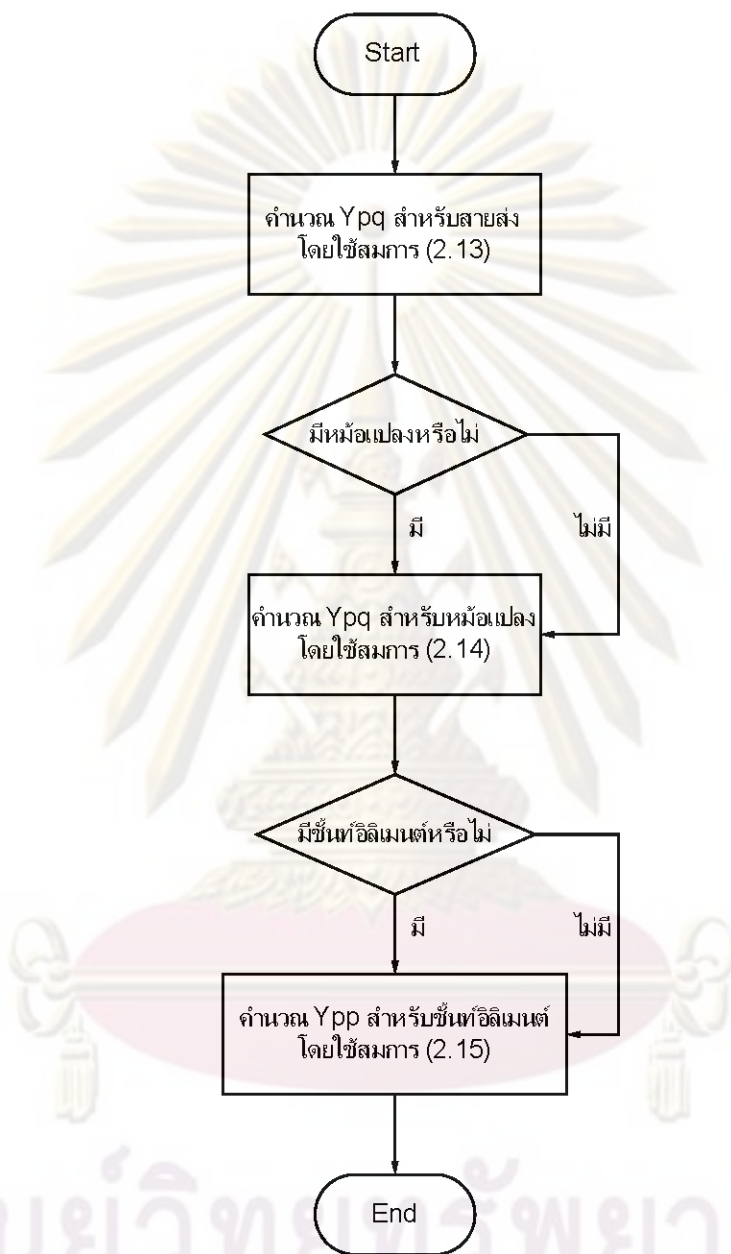 Start
คำนวณ Ypq สำหรับสายส่ง
โดยใช้สมการ (2.13)
มีหม้อแปลงหรือไม่
มี
ไม่มี
คำนวณ Ypq สำหรับหม้อแปลง
โดยใช้สมการ (2.14)
มีชั้นท์อิลิเมนต์หรือไม่
มี
ไม่มี
คำนวณ Ypp สำหรับชั้นท์อิลิเมนต์
โดยใช้สมการ (2.15)
End